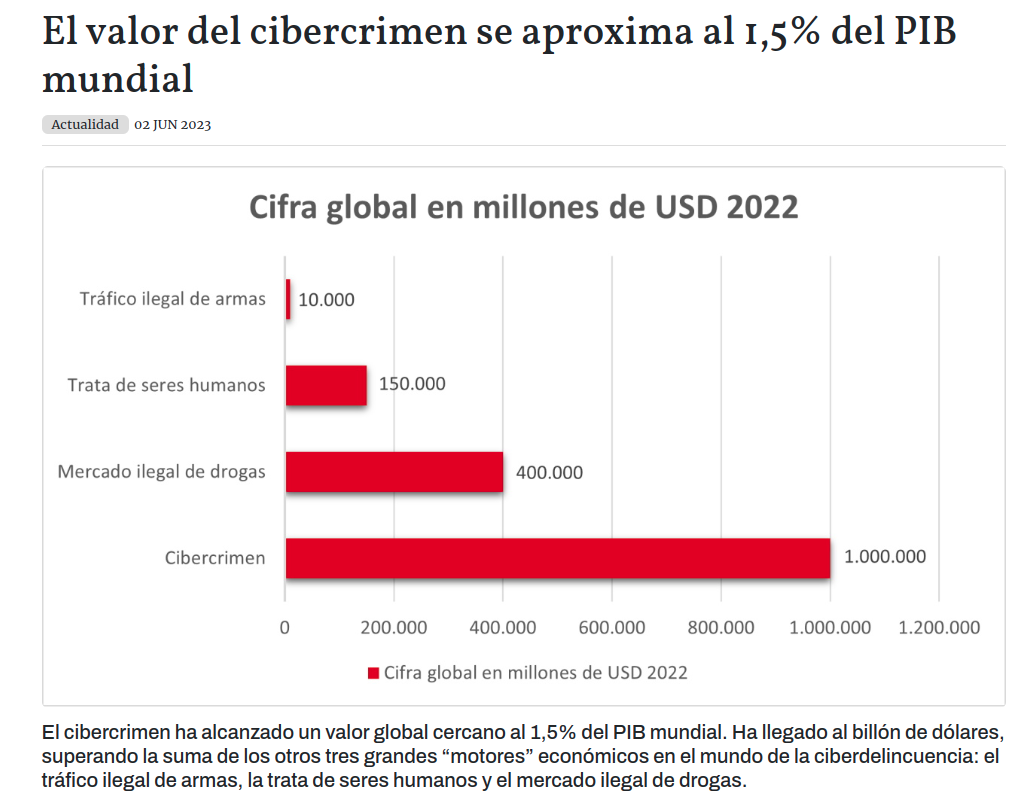 El valor del cibercrimen se aproxima al 1,5% del PIB
mundial
Actualidad 02 JUN 2023
Cifra global en millones de USD 2022
Tráfico ilegal de armas 10.000
Trata de seres humanos 150.000
Mercado ilegal de drogas 400.000
Cibercrimen 1.000.000
0 200.000 400.000 600.000 800.000 1.000.000 1.200.000
Cifra global en millones de USD 2022
El cibercrimen ha alcanzado un valor global cercano al 1,5% del PIB mundial. Ha llegado al billón de dólares,
superando la suma de los otros tres grandes “motores” económicos en el mundo de la ciberdelincuencia: el
tráfico ilegal de armas, la trata de seres humanos y el mercado ilegal de drogas.